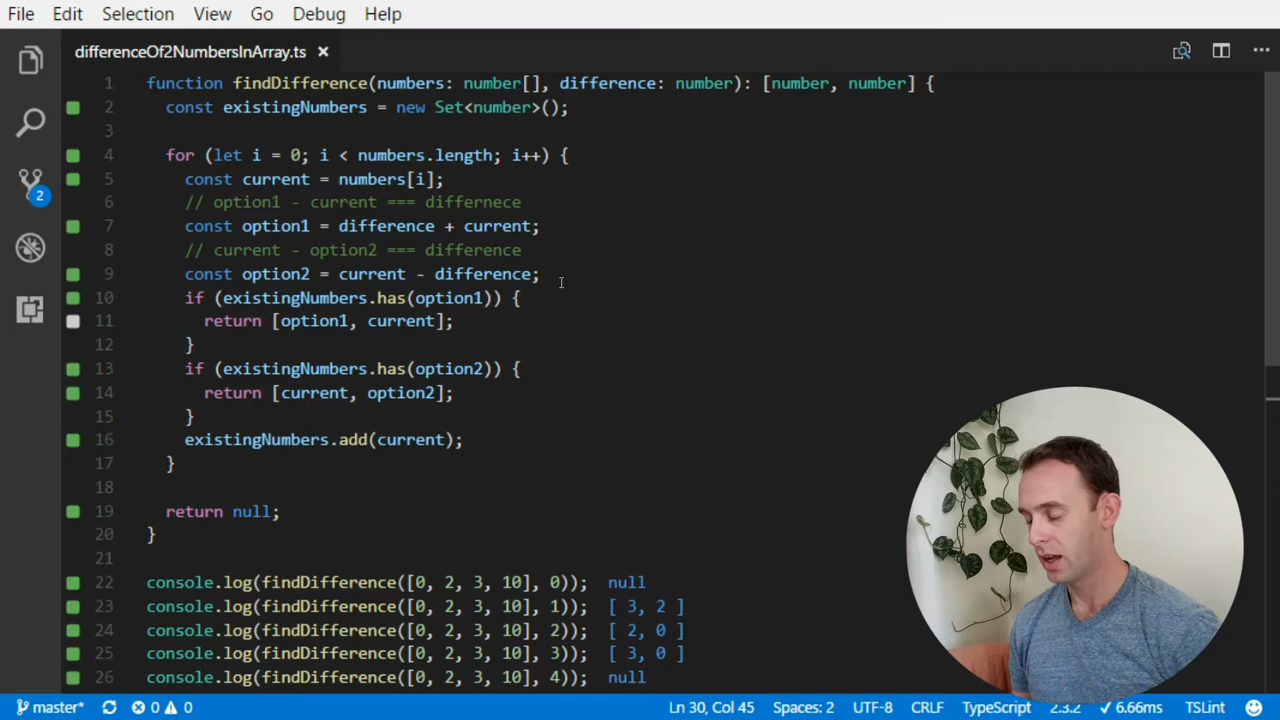 File Edit Selection View Go Debug Help
differenceOf2NumbersInArray.ts ×
1 function findDifference(numbers: number[], difference: number): [number, number] {
2 const existingNumbers = new Set<number>();
3
4 for (let i = 0; i < numbers.length; i++) {
5 const current = numbers[i];
6 // option1 - current === differnece
7 const option1 = difference + current;
8 // current - option2 === difference
9 const option2 = current - difference;
10 if (existingNumbers.has(option1)) {
11 return [option1, current];
12 }
13 if (existingNumbers.has(option2)) {
14 return [current, option2];
15 }
16 existingNumbers.add(current);
17 }
18
19 return null;
20 }
21
22 console.log(findDifference([0, 2, 3, 10], 0)); null
23 console.log(findDifference([0, 2, 3, 10], 1)); [ 3, 2 ]
24 console.log(findDifference([0, 2, 3, 10], 2)); [ 2, 0 ]
25 console.log(findDifference([0, 2, 3, 10], 3)); [ 3, 0 ]
26 console.log(findDifference([0, 2, 3, 10], 4)); null
2
master* 0 0 Ln 30, Col 45 Spaces: 2 UTF-8 CRLF TypeScript 2.3.2 ✓ 6.66ms TSLint